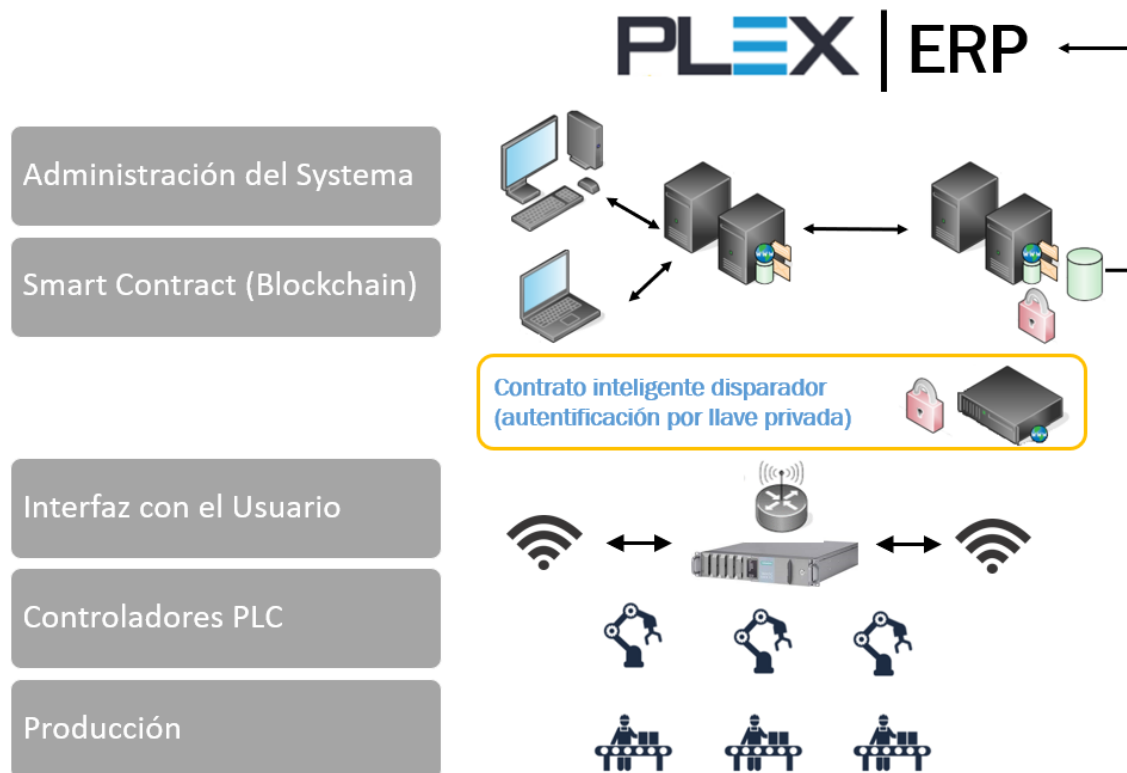 PLEX | ERP
Administración del Systema
Smart Contract (Blockchain)
Contrato inteligente disparador
(autentificación por llave privada)
Interfaz con el Usuario
Controladores PLC
Producción